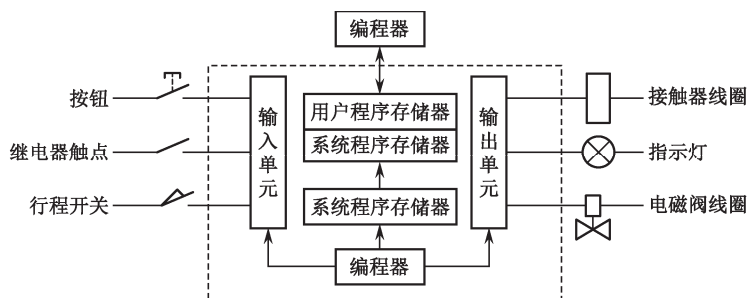 编程器
按钮
继电器触点
行程开关
输入单元
用户程序存储器
系统程序存储器
系统程序存储器
编程器
输出单元
接触器线圈
指示灯
电磁阀线圈